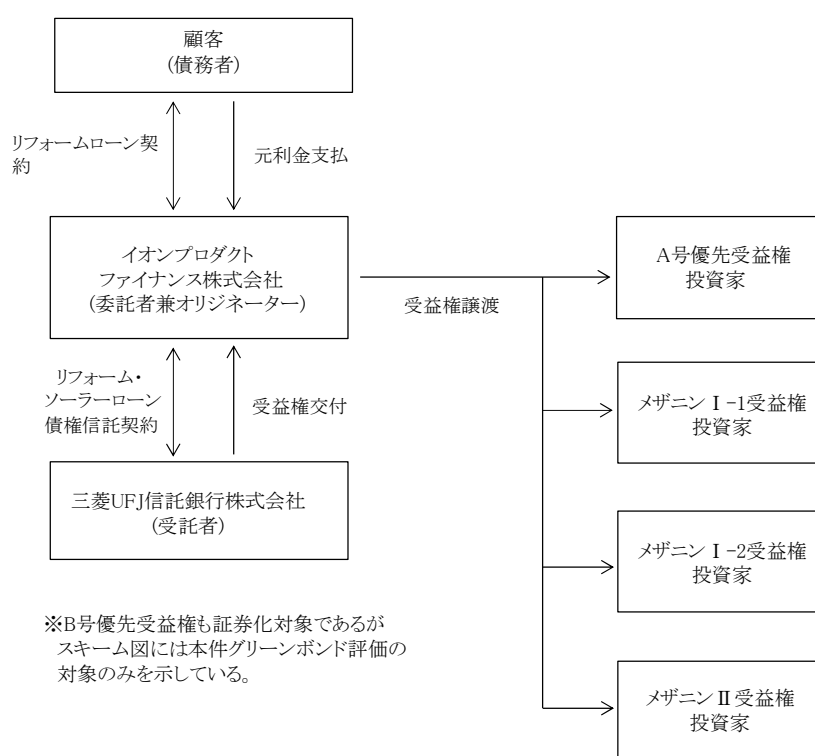 顧客
(債務者)
リフォームローン契
約
元利金支払
イオンプロダクト
ファイナンス株式会社
(委託者兼オリジネーター)
受益権譲渡
A号優先受益権
投資家
リフォーム・
ソーラーローン
債権信託契約
受益権交付
メザニンⅠ-1受益権
投資家
三菱UFJ信託銀行株式会社
(受託者)
メザニンⅠ-2受益権
投資家
※B号優先受益権も証券化対象であるが
スキーム図には本件グリーンボンド評価の
対象のみを示している。
メザニンⅡ受益権
投資家